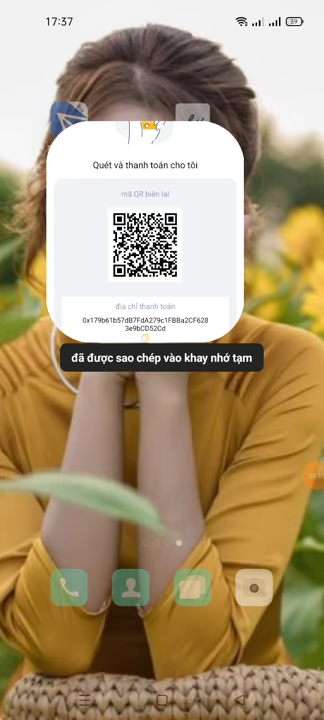 17:37
39
Quét và thanh toán cho tôi
mã QR biên lai
địa chỉ thanh toán
0x179b61b57dB7FdA279c1FBBa2CF628
3e9bCD52Cd
đã được sao chép vào khay nhớ tạm